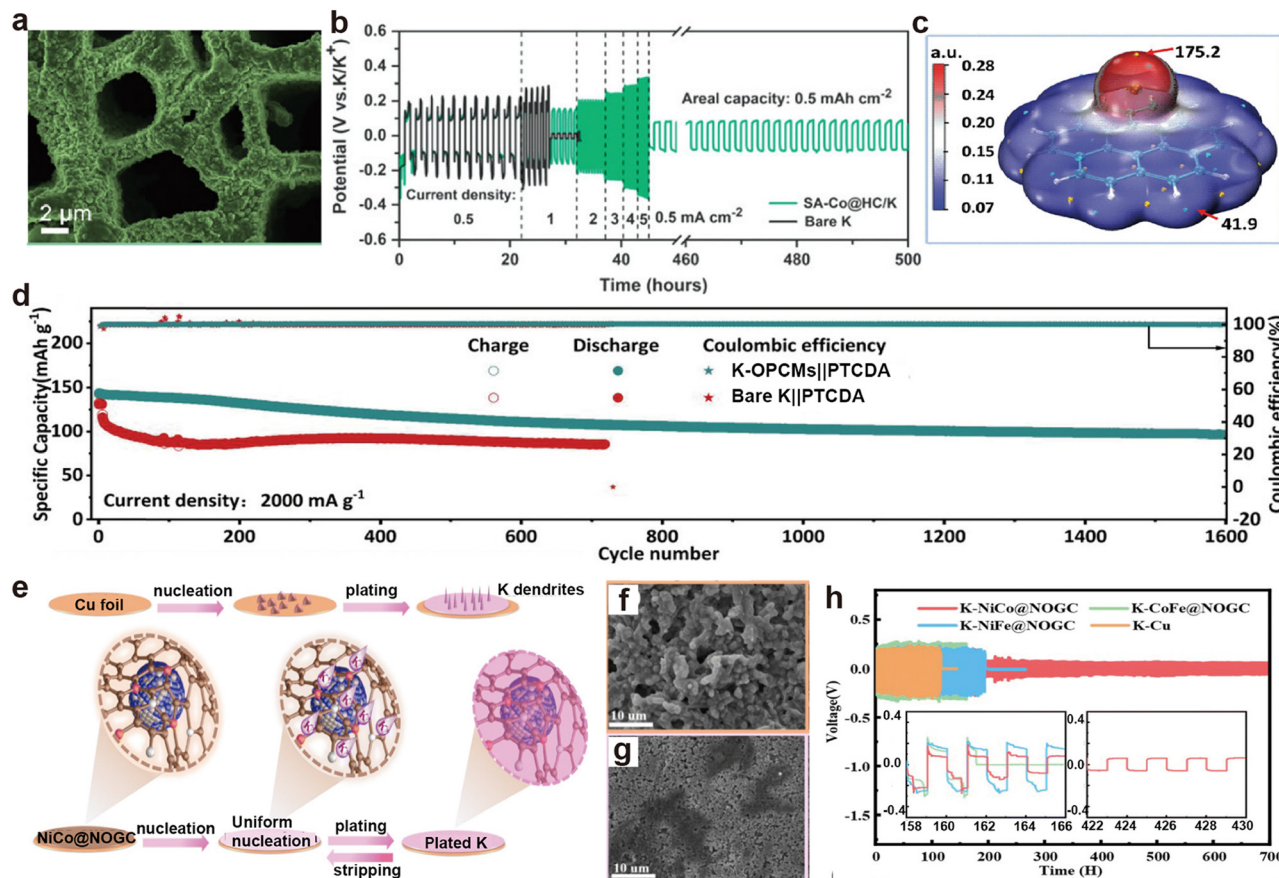 a
2 μm
b
Potential (V vs.K/K⁺)
0.6
0.4
0.2
0.0
-0.2
-0.4
-0.6
Areal capacity: 0.5 mAh cm⁻²
Current density:
0.5
1
2
3
4
5
0.5 mA cm⁻²
SA-Co@HC/K
Bare K
0
20
40
460
480
500
Time (hours)
c
a.u.
0.28
0.24
0.20
0.15
0.11
0.07
175.2
41.9
d
Specific Capacity(mAh g⁻¹)
200
150
100
50
0
Charge
Discharge
Coulombic efficiency
K-OPCMs||PTCDA
Bare K||PTCDA
Current density: 2000 mA g⁻¹
0
200
400
600
800
1000
1200
1400
1600
Cycle number
100
80
60
40
20
0
-20
Coulombic efficiency(%)
e
Cu foil
nucleation
plating
K dendrites
NiCo@NOGC
nucleation
Uniform
nucleation
plating
stripping
Plated K
f
10 um
g
10 um
h
K-NiCo@NOGC
K-CoFe@NOGC
K-NiFe@NOGC
K-Cu
Voltage(V)
0.5
0.0
-0.5
-1.0
-1.5
0.4
0.0
-0.4
158
160
162
164
166
0.4
0.0
-0.4
422
424
426
428
430
0
100
200
300
400
500
600
700
Time (H)